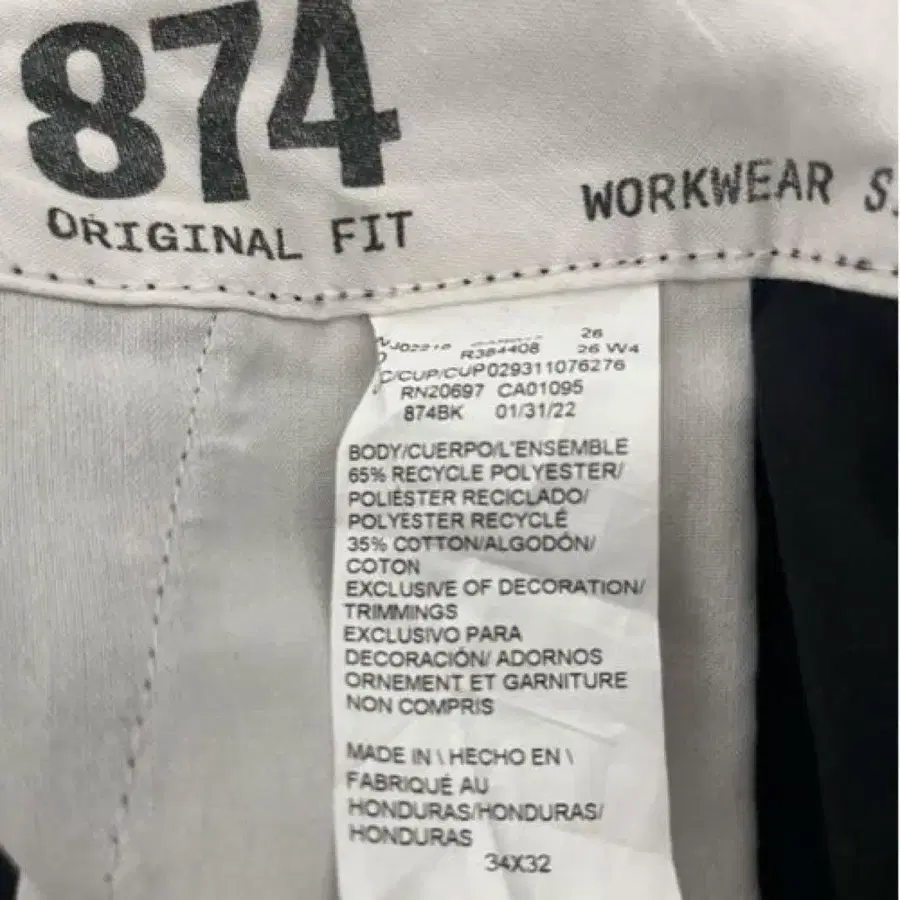 874
ORIGINAL FIT
WORKWEAR
26
R384408 26 W4
C/CUP/CUP029311076276
RN20697 CA01095
874BK 01/31/22
BODY/CUERPO/L'ENSEMBLE
65% RECYCLE POLYESTER/
POLIÉSTER RECICLADO/
POLYESTER RECYCLÉ
35% COTTON/ALGODÓN/
COTON
EXCLUSIVE OF DECORATION/
TRIMMINGS
EXCLUSIVO PARA
DECORACIÓN/ ADORNOS
ORNEMENT ET GARNITURE
NON COMPRIS
MADE IN \ HECHO EN \
FABRIQUÉ AU
HONDURAS/HONDURAS/
HONDURAS
34X32